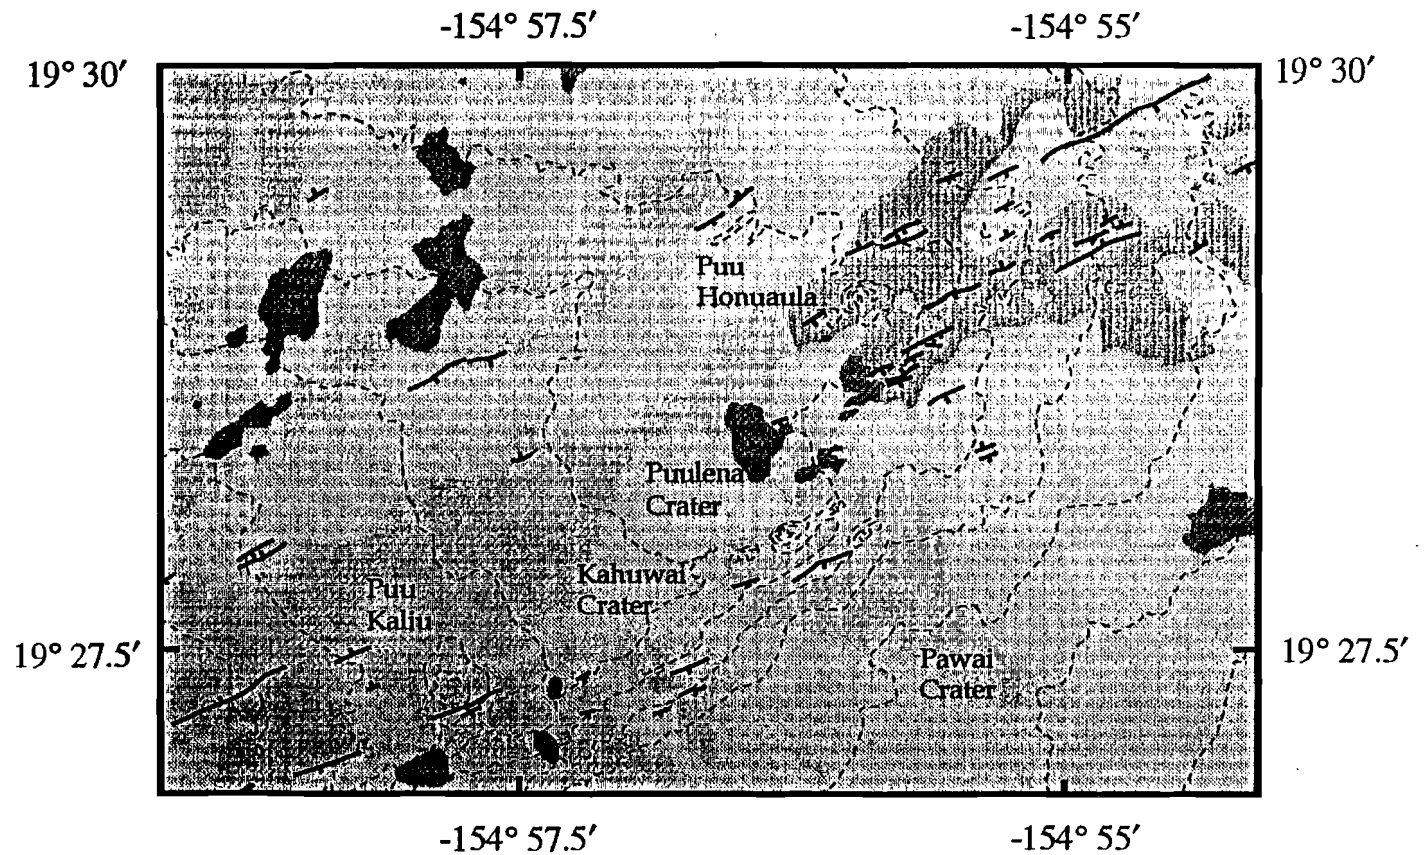 -154° 57.5′
-154° 55′
19° 30′
19° 30′
Puu
Honuaula
Puulena
Crater
Kahuwai
Crater
Puu
Kaliu
19° 27.5′
19° 27.5′
Pawai
Crater
-154° 57.5′
-154° 55′